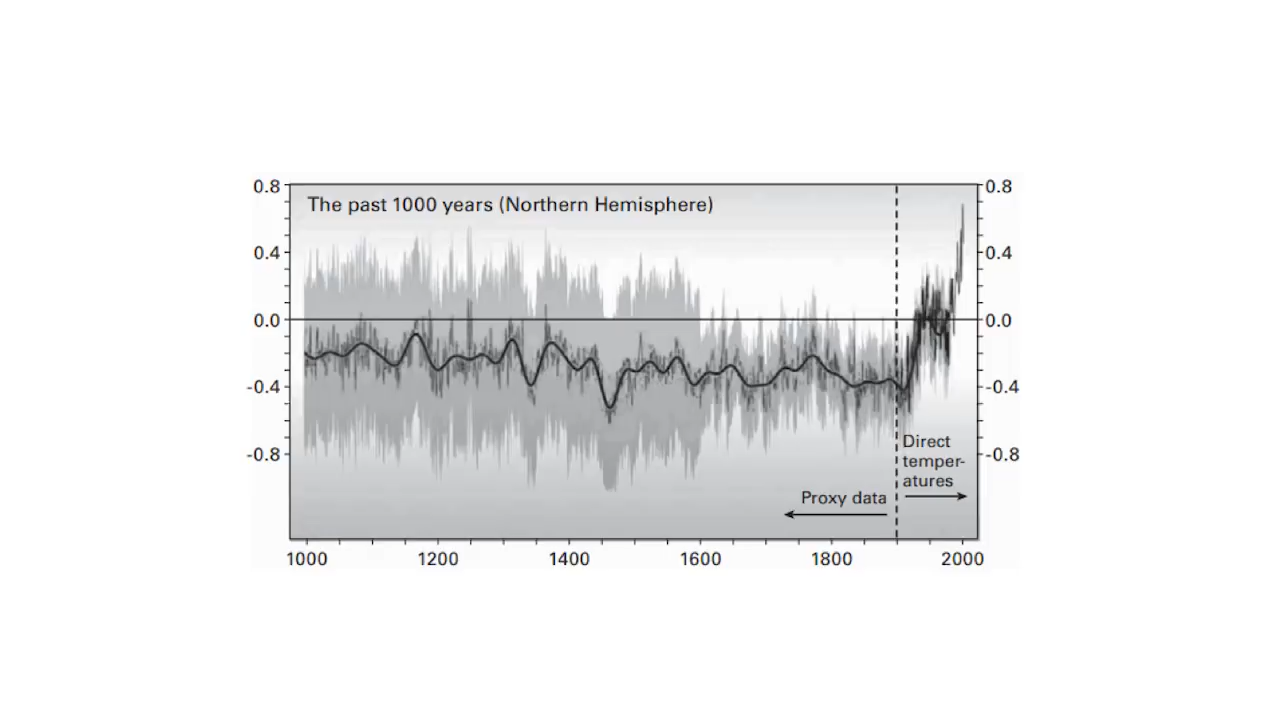 The past 1000 years (Northern Hemisphere)
0.8
0.4
0.0
-0.4
-0.8
0.8
0.4
0.0
-0.4
-0.8
Direct
temper-
atures
Proxy data
1000 1200 1400 1600 1800 2000